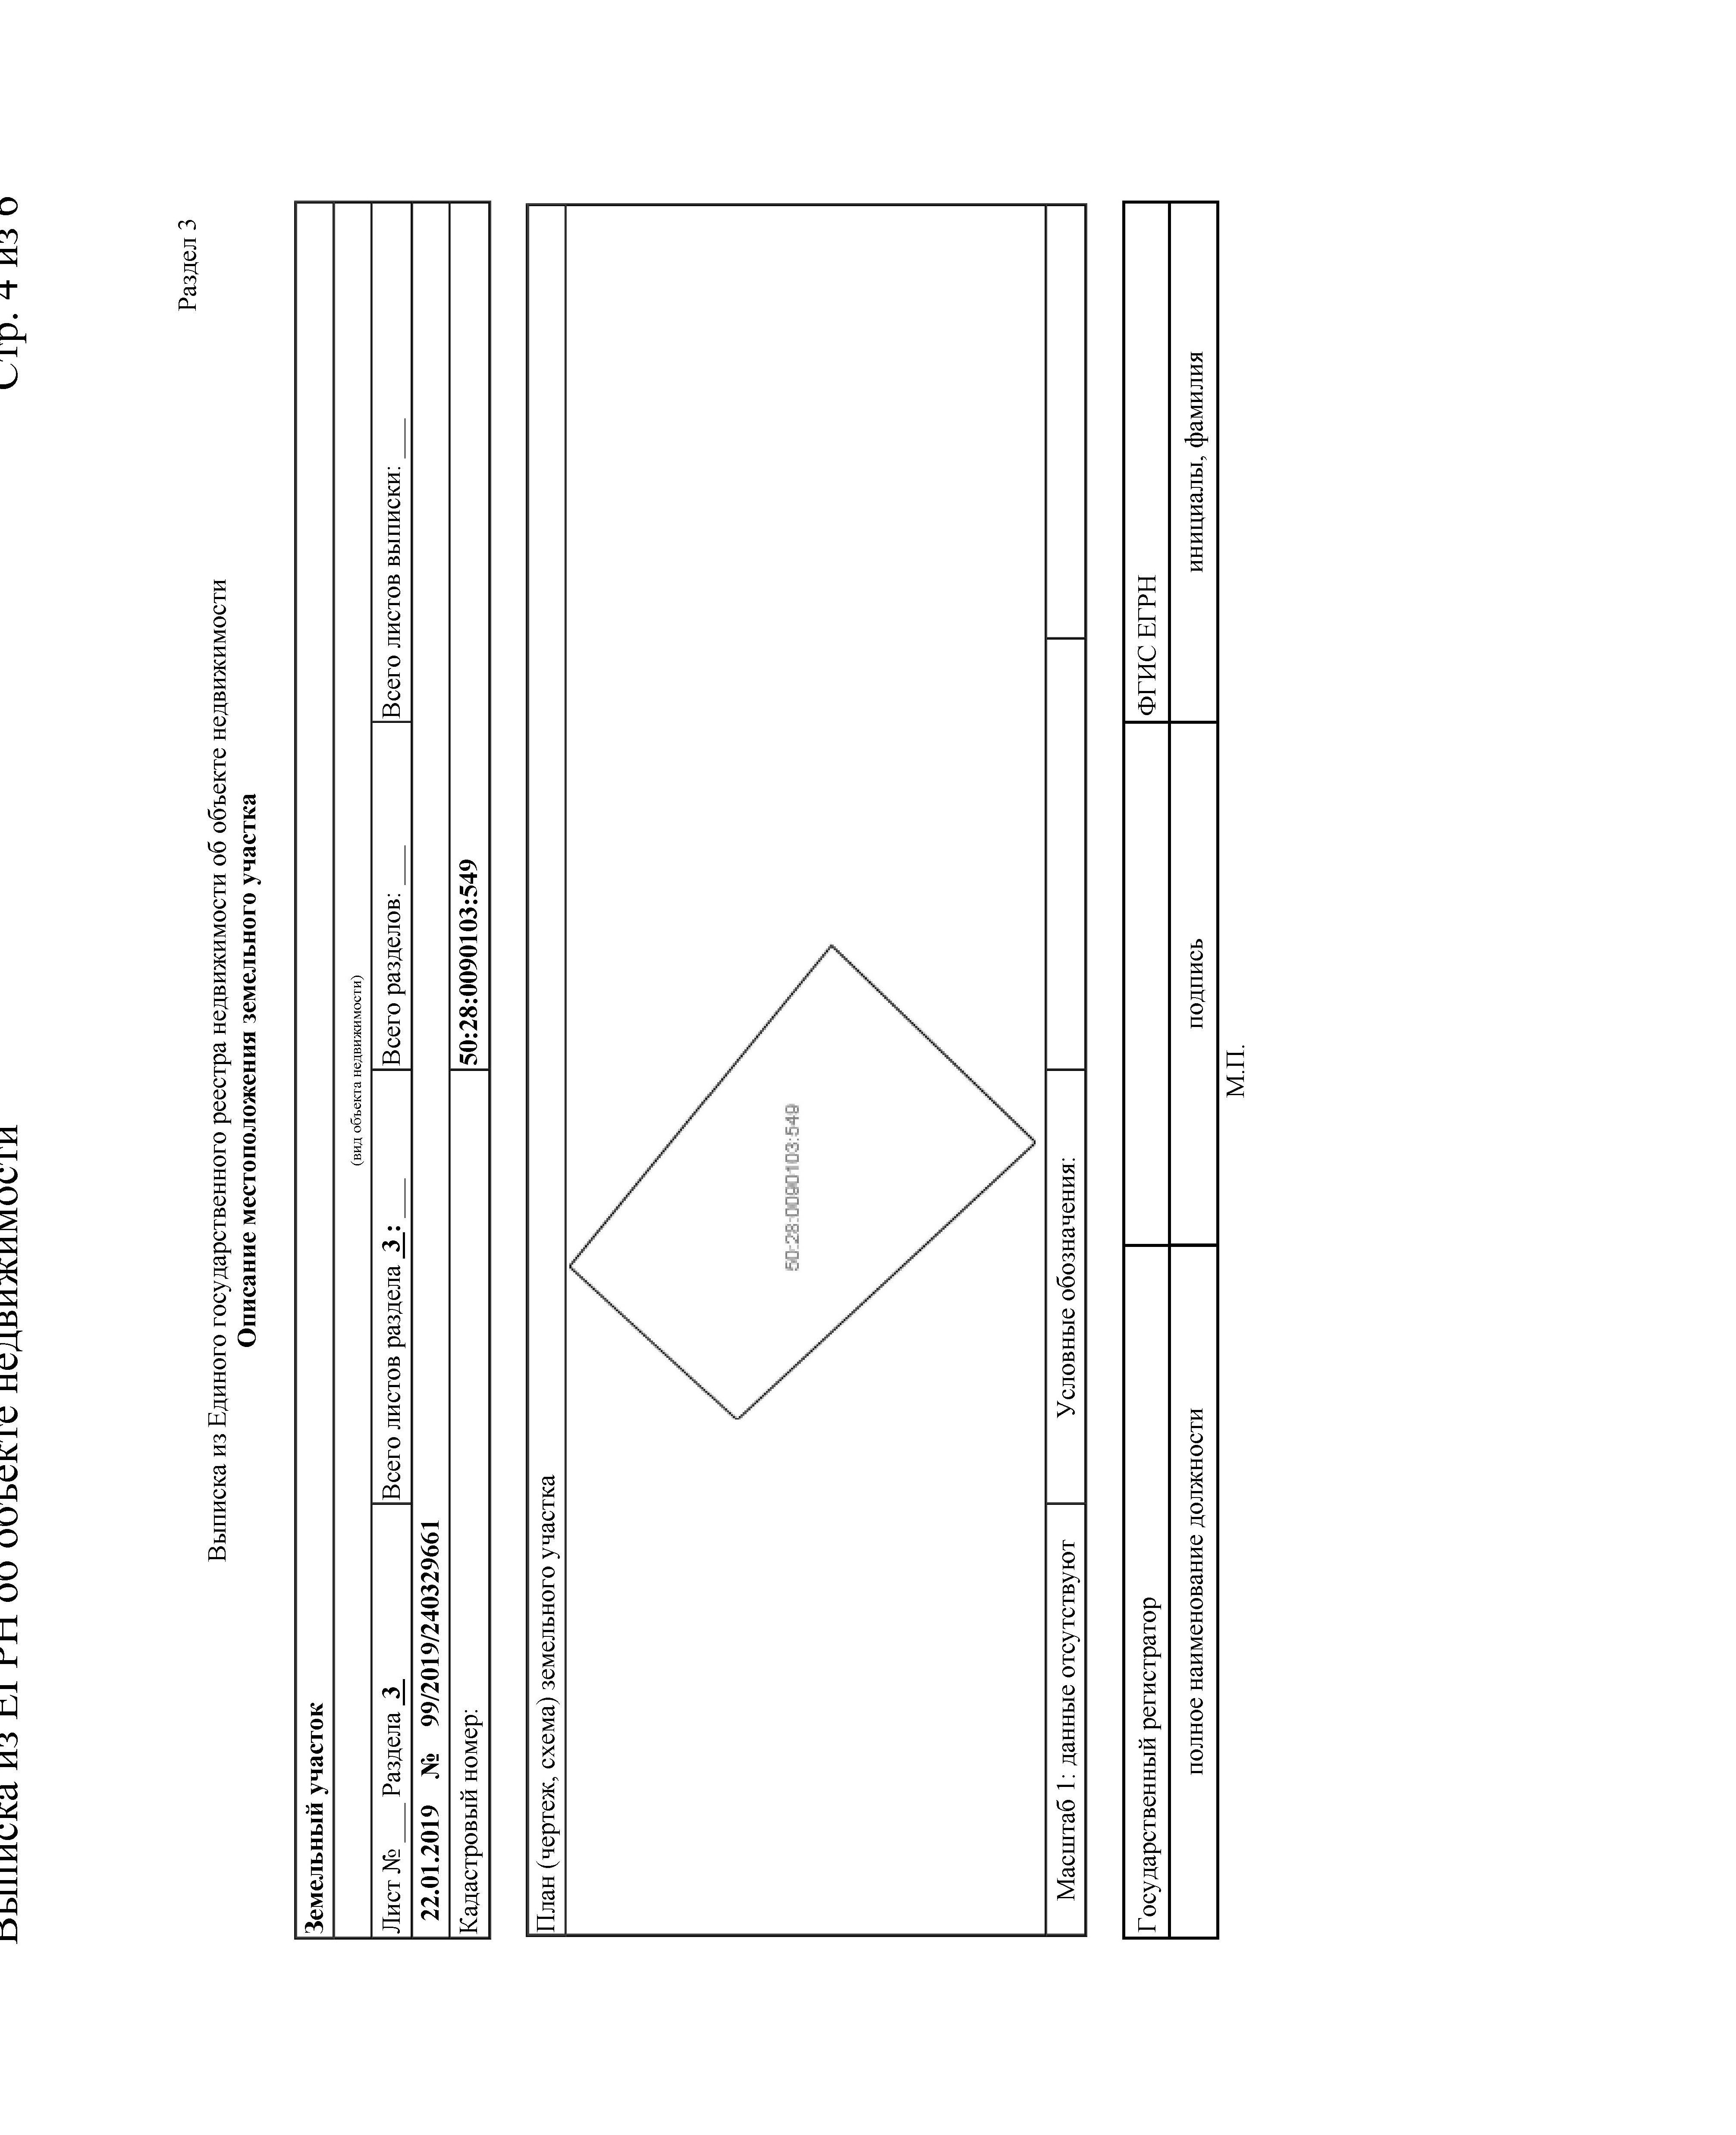 Выписка из ЕГРН об объекте недвижимости Стр. 4 из 6
Раздел 3
Выписка из Единого государственного реестра недвижимости об объекте недвижимости
Описание местоположения земельного участка
Земельный участок
(вид объекта недвижимости)
Лист № ___ Раздела 3 Всего листов раздела 3 : ___ Всего разделов: ___ Всего листов выписки: ___
22.01.2019 № 99/2019/240329661
Кадастровый номер: 50:28:0090103:549
План (чертеж, схема) земельного участка
50:28:0090103:549
Масштаб 1: данные отсутствуют Условные обозначения:
Государственный регистратор ФГИС ЕГРН
полное наименование должности подпись инициалы, фамилия
М.П.